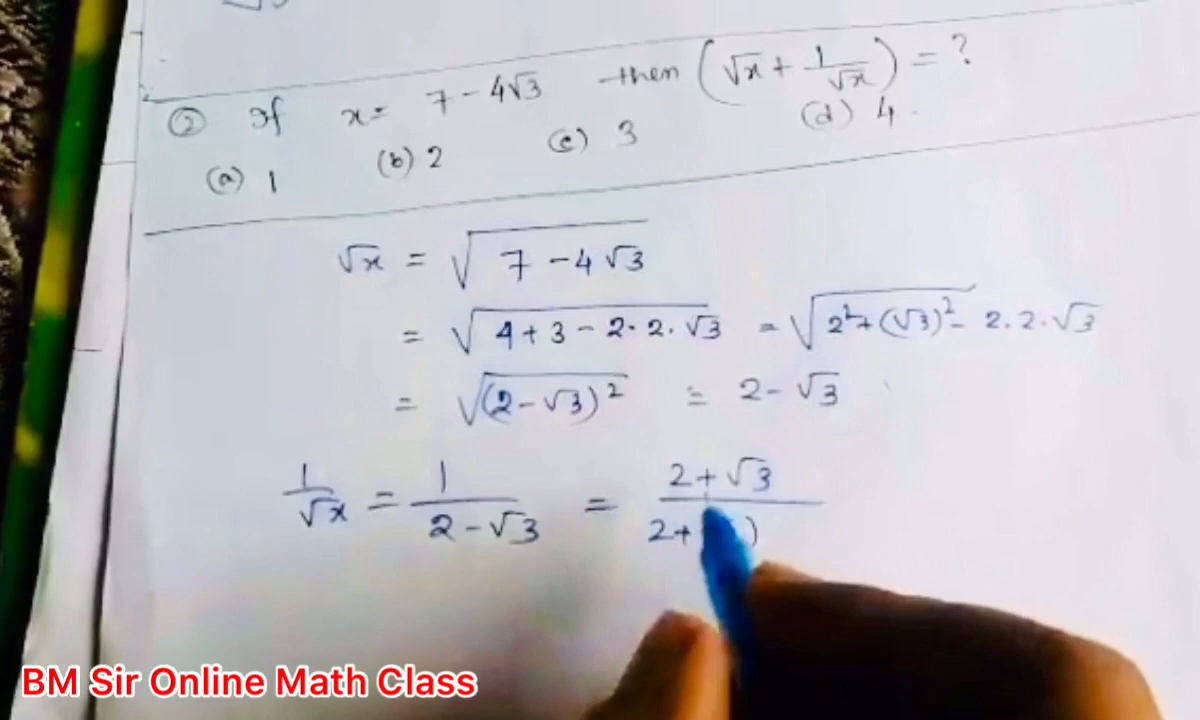 ② If x = 7 - 4√3 then (√x + 1/√x) = ?
(a) 1 (b) 2 (c) 3 (d) 4.
√x = √(7 - 4√3)
= √(4 + 3 - 2·2·√3) = √(2² + (√3)² - 2.2.√3)
= √((2 - √3)²) = 2 - √3
1/√x = 1/(2 - √3) = 2 + √3
2 +
BM Sir Online Math Class